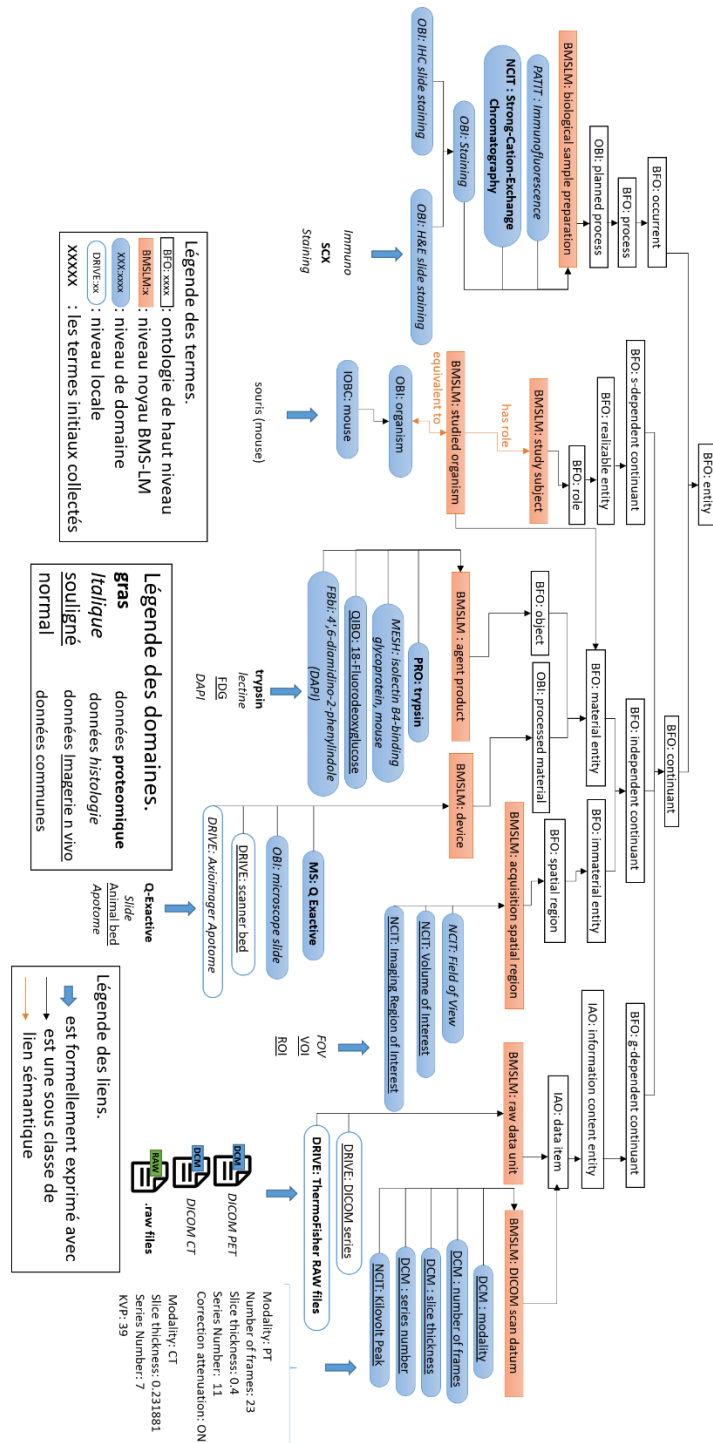 BFO: entity
BFO: occurrent
BFO: continuant
BFO: process
OBI: planned process
BMSLM: biological sample preparation
PATIT : Immunofluorescence
NCIT : Strong-Cation-Exchange
Chromatography
OBI: Staining
OBI: IHC slide staining
OBI: H&E slide staining
Immuno
SCX
Staining
BFO: s-dependent continuant
BFO: realizable entity
BFO: role
BMSLM: study subject
has role
BMSLM: studied organism
equivalent to
OBI: organism
IOBC: mouse
souris (mouse)
BFO: independent continuant
BFO: material entity
BFO: immaterial entity
BFO: object
OBI: processed material
BFO: spatial region
BMSLM : agent product
PRO: trypsin
MESH: isolectin B4-binding
glycoprotein, mouse
QIBO: 18-Fluorodeoxyglucose
FBbi: 4',6-diamidino-2-phenylindole
(DAPI)
trypsin
lectine
FDG
DAPI
BMSLM: device
MS: Q Exactive
OBI: microscope slide
DRIVE: scanner bed
DRIVE: Axioimager Apotome
Q-Exactive
Slide
Animal bed
Apotome
BMSLM: acquisition spatial region
NCIT: Field of View
NCIT: Volume of Interest
NCIT: Imaging Region of Interest
FOV
VOI
ROI
BFO: g-dependent continuant
IAO: information content entity
IAO: data item
BMSLM: raw data unit
DRIVE: DICOM series
DRIVE: ThermoFisher RAW files
DCM
DICOM PET
DCM
DICOM CT
RAW
.raw files
BMSLM: DICOM scan datum
DCM : modality
DCM : number of frames
DCM : slice thickness
DCM : series number
NCIT: Kilovolt Peak
Modality: PT
Number of frames: 23
Slice thickness: 0.4
Series Number: 11
Correction attenuation: ON
Modality: CT
Slice thickness: 0.231881
Series Number: 7
KVP: 39
Légende des termes.
BFO: xxxx : ontologie de haut niveau
BMSLM:x : niveau noyau BMS-LM
XXX:xxxx : niveau de domaine
DRIVE:xx : niveau locale
xxxxx : les termes initiaux collectés
Légende des domaines.
gras données proteomique
Italique données histologie
souligné données Imagerie n vivo
normal données communes
Légende des liens.
est formellement exprimé avec
est une sous classe de
lien sémantique